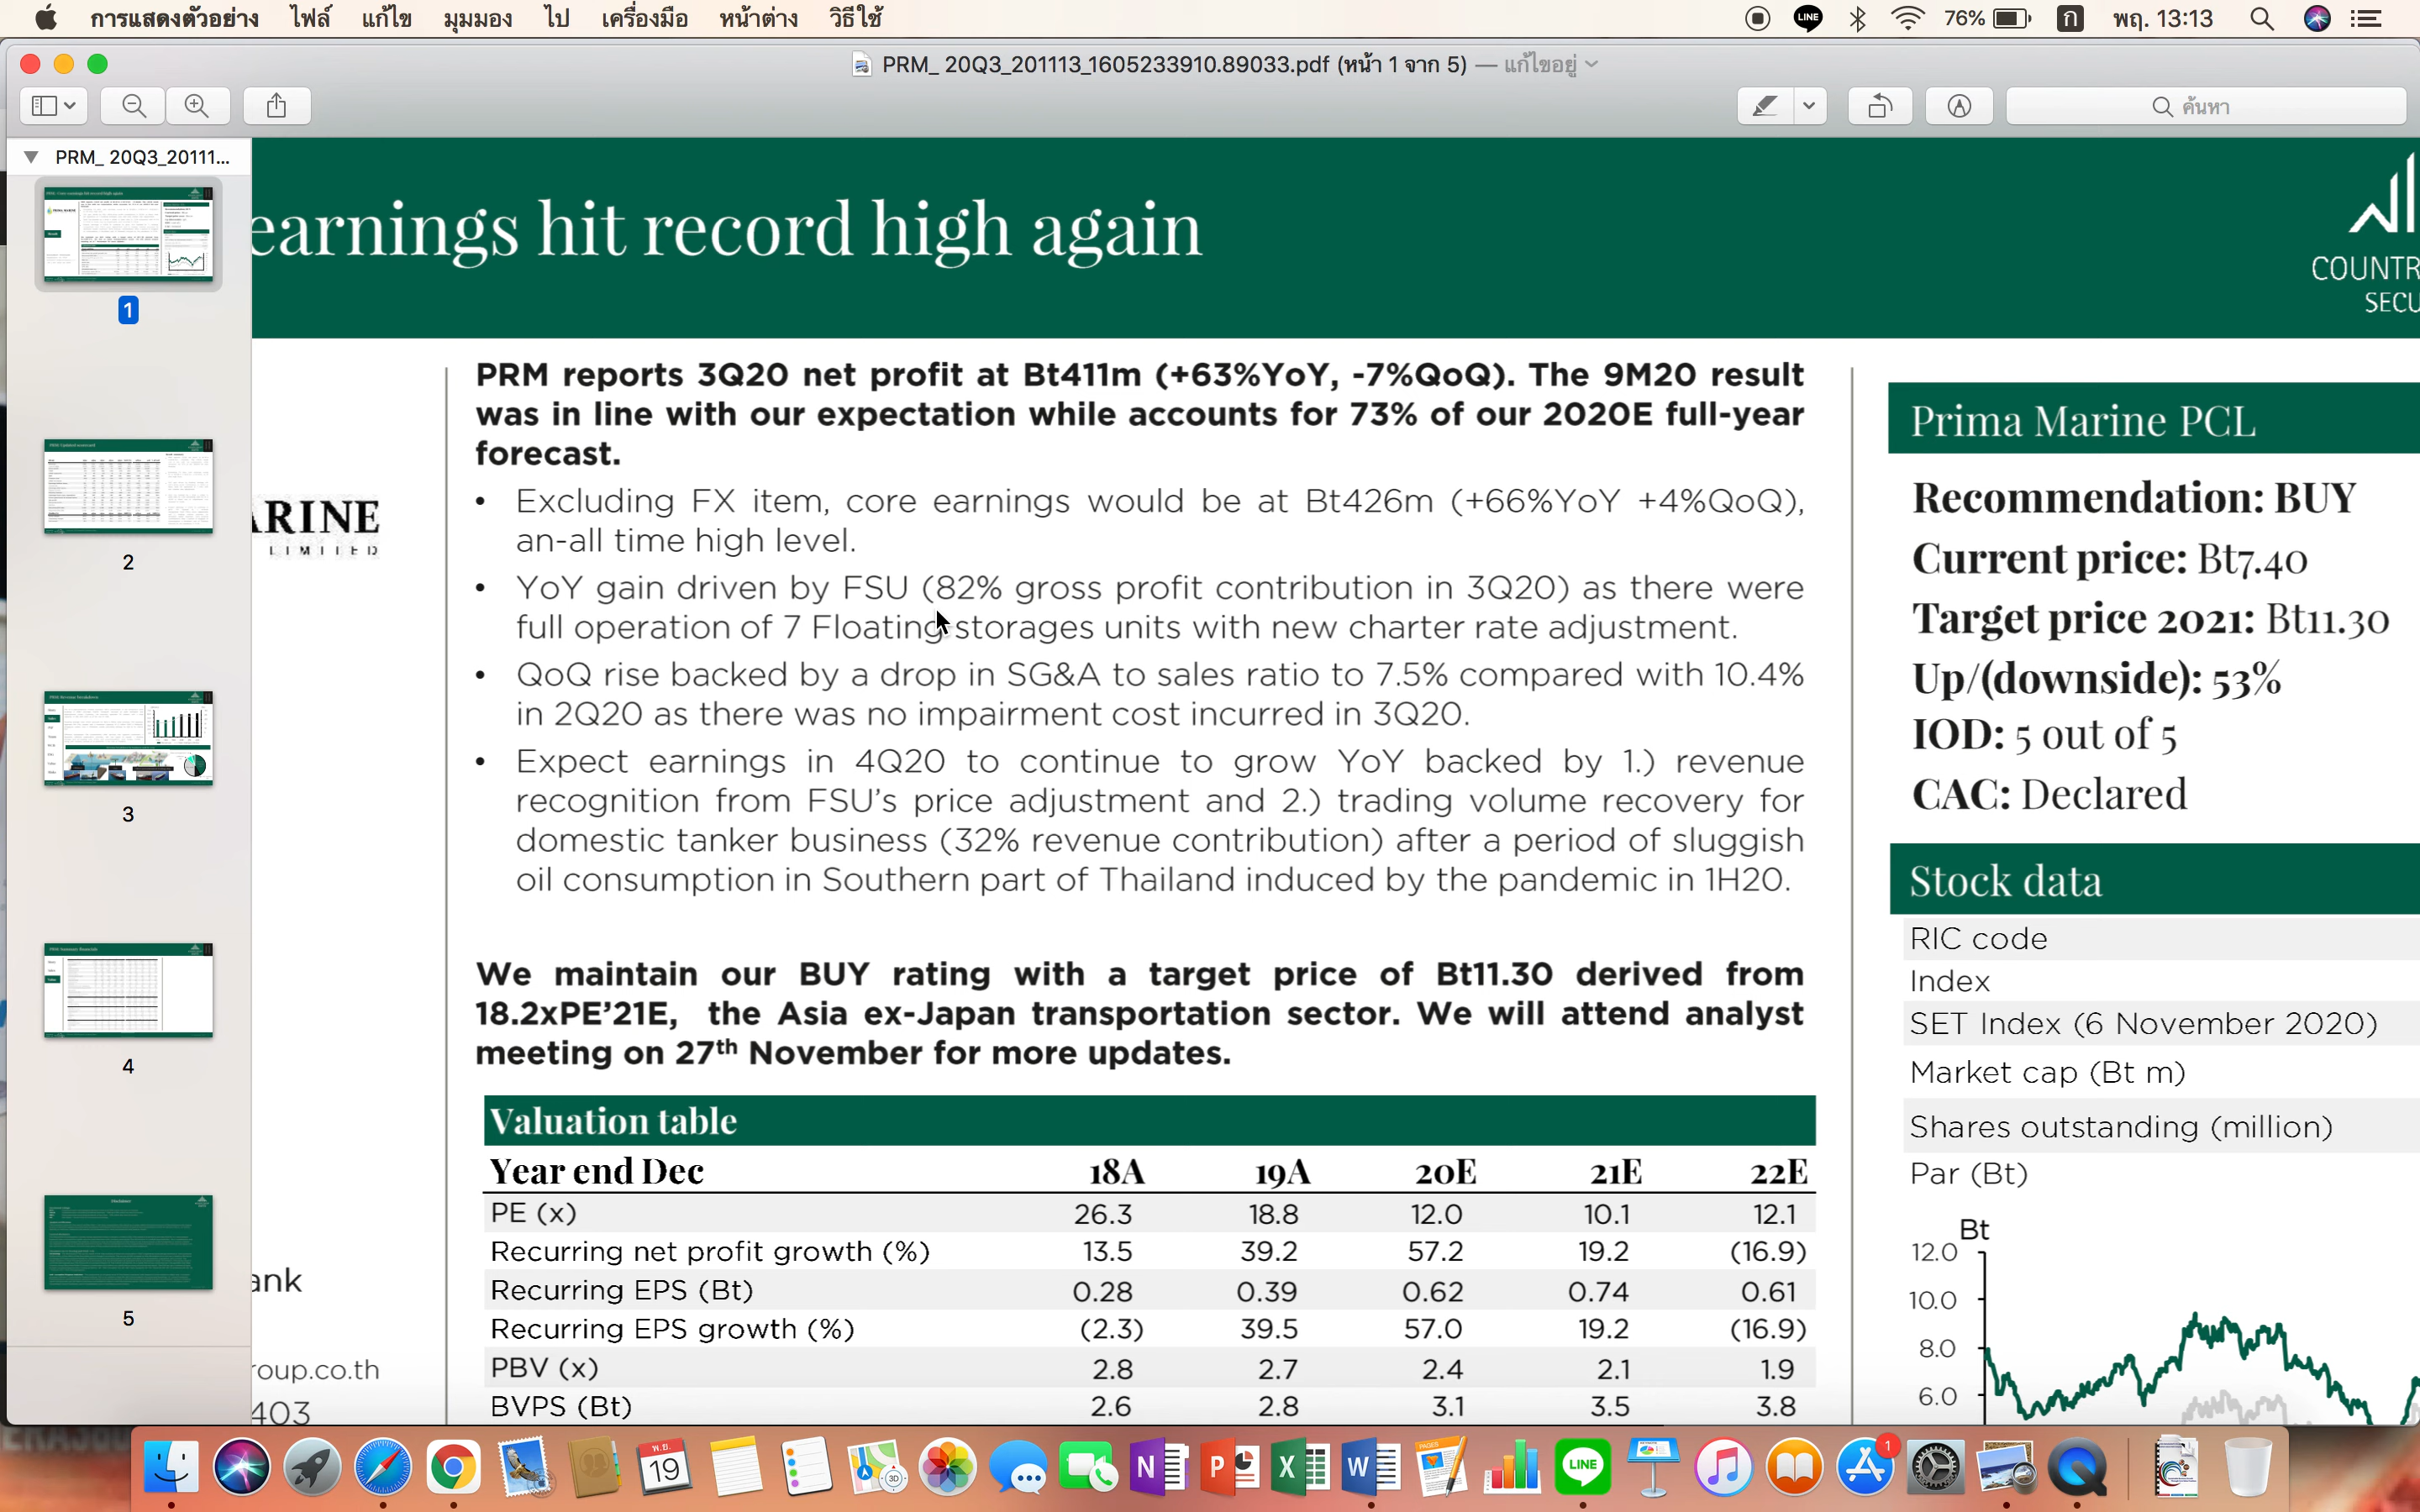 การแสดงตัวอย่าง ไฟล์ แก้ไข มุมมอง ไป เครื่องมือ หน้าต่าง วิธีใช้ LINE 76% ก พฤ. 13:13
PRM_ 20Q3_201113_1605233910.89033.pdf (หน้า 1 จาก 5) — แก้ไขอยู่
ค้นหา
PRM_ 20Q3_20111...
1
2
3
4
5
earnings hit record high again
COUNTR
SECU
ARINE
LIMITED
PRM reports 3Q20 net profit at Bt411m (+63%YoY, -7%QoQ). The 9M20 result
was in line with our expectation while accounts for 73% of our 2020E full-year
forecast.
• Excluding FX item, core earnings would be at Bt426m (+66%YoY +4%QoQ),
an-all time high level.
• YoY gain driven by FSU (82% gross profit contribution in 3Q20) as there were
full operation of 7 Floating storages units with new charter rate adjustment.
• QoQ rise backed by a drop in SG&A to sales ratio to 7.5% compared with 10.4%
in 2Q20 as there was no impairment cost incurred in 3Q20.
• Expect earnings in 4Q20 to continue to grow YoY backed by 1.) revenue
recognition from FSU's price adjustment and 2.) trading volume recovery for
domestic tanker business (32% revenue contribution) after a period of sluggish
oil consumption in Southern part of Thailand induced by the pandemic in 1H20.
We maintain our BUY rating with a target price of Bt11.30 derived from
18.2xPE'21E, the Asia ex-Japan transportation sector. We will attend analyst
meeting on 27th November for more updates.
Valuation table
Year end Dec 18A 19A 20E 21E 22E
PE (x) 26.3 18.8 12.0 10.1 12.1
Recurring net profit growth (%) 13.5 39.2 57.2 19.2 (16.9)
Recurring EPS (Bt) 0.28 0.39 0.62 0.74 0.61
Recurring EPS growth (%) (2.3) 39.5 57.0 19.2 (16.9)
PBV (x) 2.8 2.7 2.4 2.1 1.9
BVPS (Bt) 2.6 2.8 3.1 3.5 3.8
ank
roup.co.th
403
Prima Marine PCL
Recommendation: BUY
Current price: Bt7.40
Target price 2021: Bt11.30
Up/(downside): 53%
IOD: 5 out of 5
CAC: Declared
Stock data
RIC code
Index
SET Index (6 November 2020)
Market cap (Bt m)
Shares outstanding (million)
Par (Bt)
Bt
12.0
10.0
8.0
6.0
พ.ย.
19
3D
N
P
X
W
PAGES
LINE
1